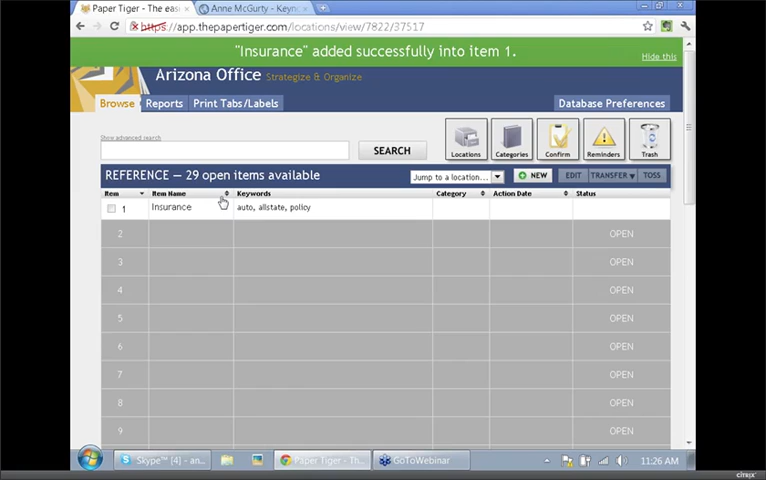 Paper Tiger - The eas
Anne McGurty - Keyno
https://app.thepapertiger.com/locations/view/7822/37517
"Insurance" added successfully into item 1.
Hide this
Arizona Office Strategize & Organize
Browse Reports Print Tabs/Labels Database Preferences
Show advanced search
SEARCH
Locations Categories Confirm Reminders Trash
REFERENCE — 29 open items available Jump to a location... NEW EDIT TRANSFER TOSS
Item Item Name Keywords Category Action Date Status
1 Insurance auto, allstate, policy
2 OPEN
3 OPEN
4 OPEN
5 OPEN
6 OPEN
7 OPEN
8 OPEN
9 OPEN
Skype™ [4] - an... Paper Tiger - Th... GoToWebinar 11:26 AM
CITRIX